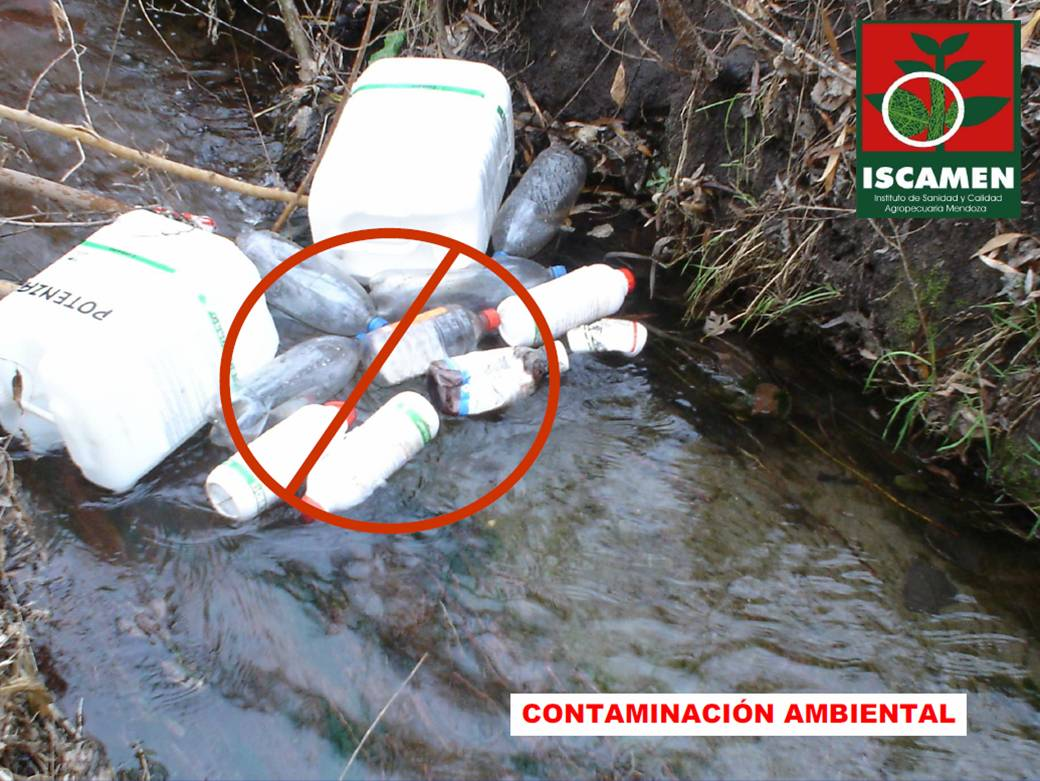 ISCAMEN
Instituto de Sanidad y Calidad
Agropecuaria Mendoza
POTENZA
CONTAMINACIÓN AMBIENTAL